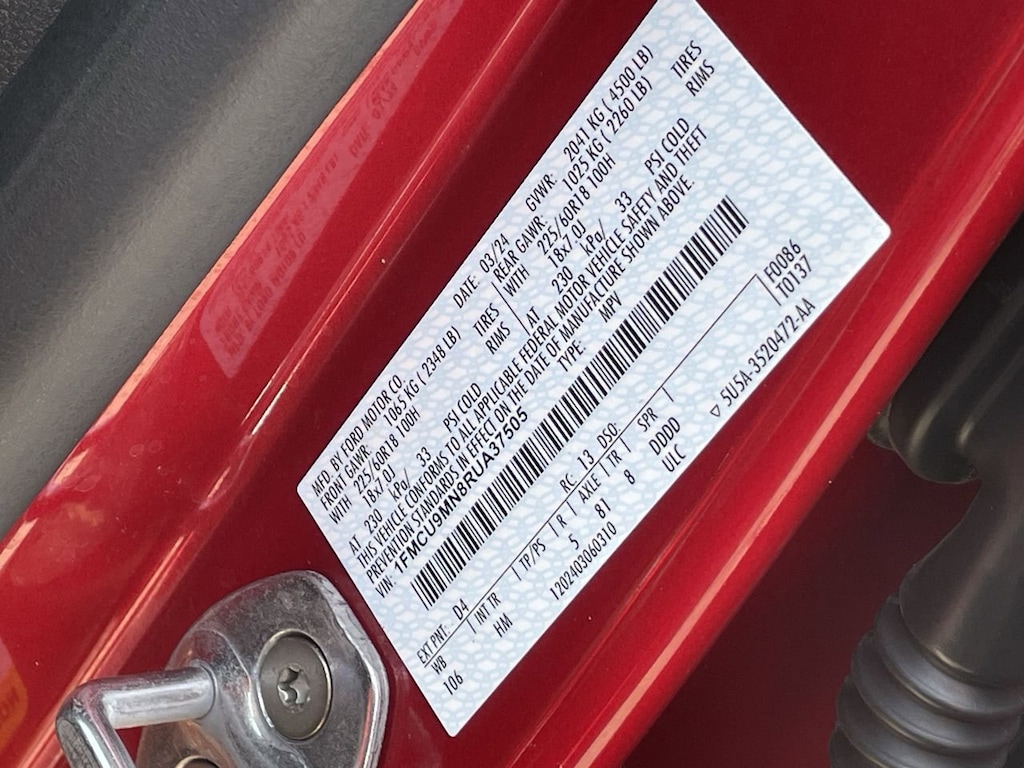 MFD. BY FORD MOTOR CO.
DATE: 03/24 GVWR: 2041 KG ( 4500 LB)
FRONT GAWR: 1065 KG ( 2348 LB) REAR GAWR: 1025 KG ( 2260 LB)
WITH 225/60R18 100H TIRES WITH 225/60R18 100H TIRES
18x7.0J RIMS 18x7.0J RIMS
AT 230 kPa/ 33 PSI COLD AT 230 kPa/ 33 PSI COLD
THIS VEHICLE CONFORMS TO ALL APPLICABLE FEDERAL MOTOR VEHICLE SAFETY AND THEFT
PREVENTION STANDARDS IN EFFECT ON THE DATE OF MANUFACTURE SHOWN ABOVE.
VIN: 1FMCU9MN8RUA37505 TYPE: MPV
EXT PNT: D4 RC: 13 DSO: F0086
WB INT TR TP/PS R AXLE TR SPR T0137
106 HM 5 8T 8 DDDD
1202403060310 ULC ▽ 5U5A-3520472-AA